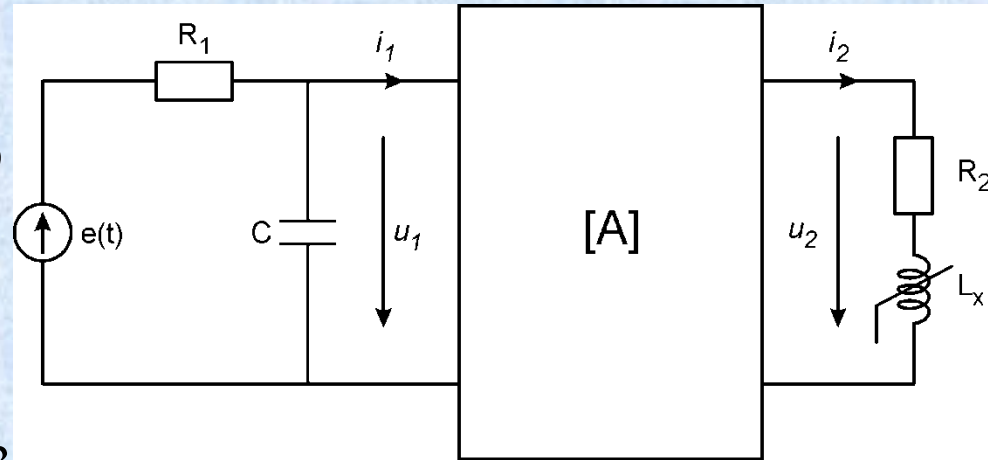 R₁
i₁
i₂
e(t)
C
u₁
[A]
u₂
R₂
Lₓ